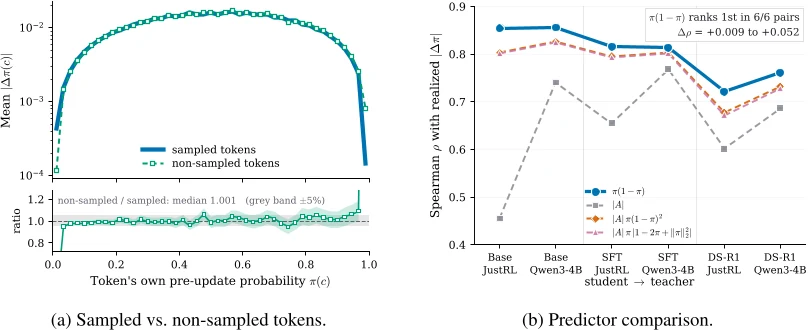 Mean |Δπ(c)|
10⁻²
10⁻³
10⁻⁴
sampled tokens
non-sampled tokens
ratio
1.2
1.0
0.8
non-sampled / sampled: median 1.001 (grey band ±5%)
0.0 0.2 0.4 0.6 0.8 1.0
Token's own pre-update probability π(c)
(a) Sampled vs. non-sampled tokens.
Spearman ρ with realized |Δπ|
0.9
0.8
0.7
0.6
0.5
0.4
π(1 − π) ranks 1st in 6/6 pairs
Δρ = +0.009 to +0.052
π(1 − π)
|A|
|A| π(1 − π)²
|A| π |1 − 2π + ‖π‖₂²|
Base Base SFT SFT DS-R1 DS-R1
JustRL Qwen3-4B JustRL Qwen3-4B JustRL Qwen3-4B
student → teacher
(b) Predictor comparison.